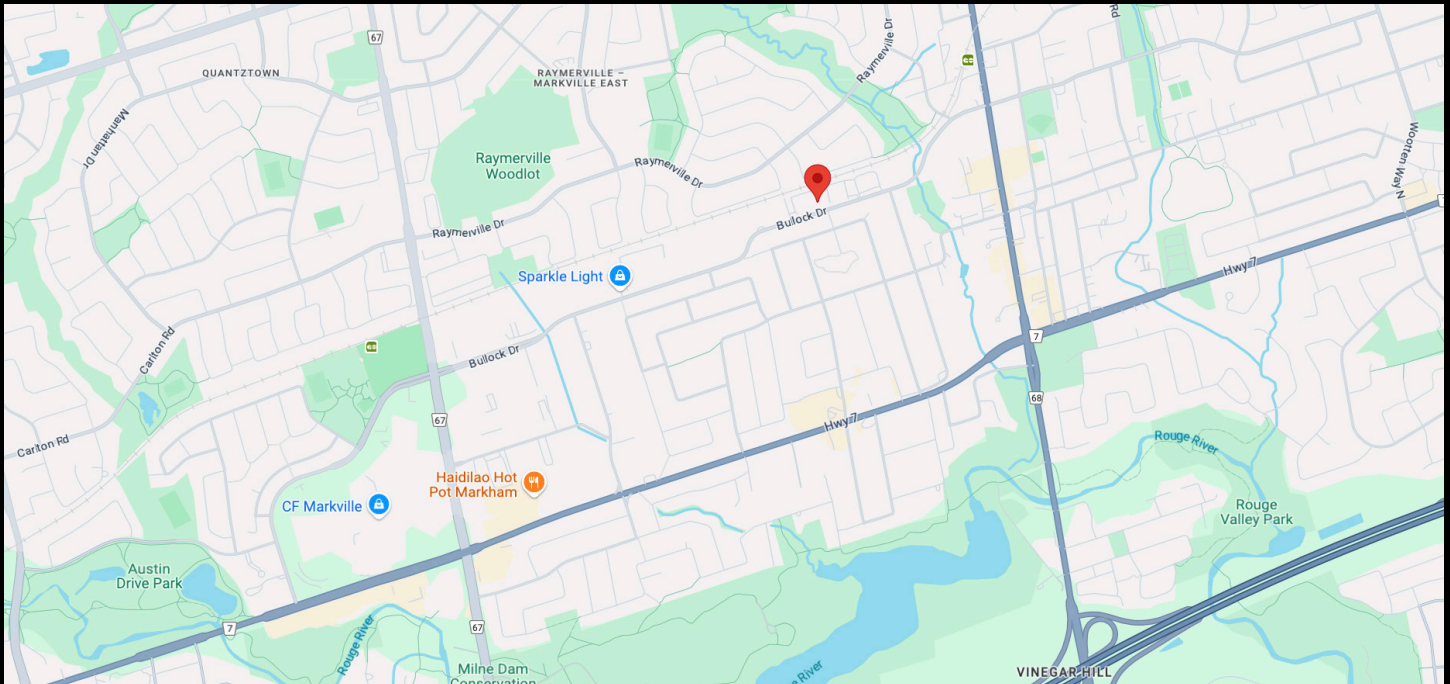 67
Rd
Raymerville Dr
QUANTZTOWN
RAYMERVILLE –
MARKVILLE EAST
Manhattan Dr
Raymerville
Woodlot
Raymerville Dr
Wootten Way N
Bullock Dr
Raymerville Dr
Hwy 7
Sparkle Light
7
Carlton Rd
Bullock Dr
68
67
Hwy 7
Carlton Rd
Rouge River
Haidilao Hot
Pot Markham
CF Markville
Rouge
Valley Park
Austin
Drive Park
7
67
Rouge River
Milne Dam
Conservation
River
VINEGAR HILL